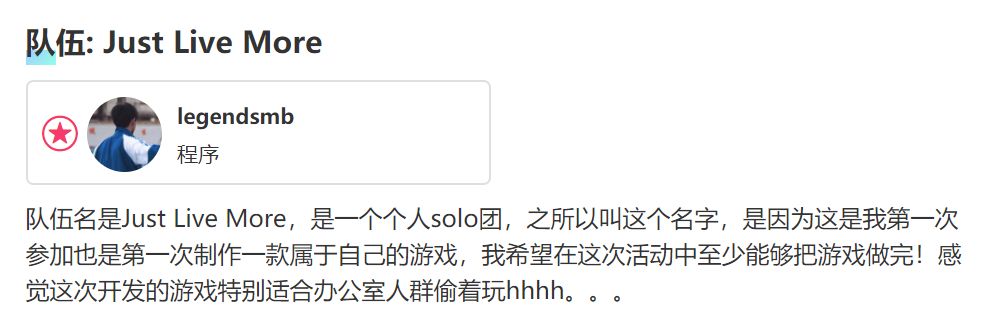 队伍: Just Live More
legendsmb
程序
队伍名是Just Live More，是一个个人solo团，之所以叫这个名字，是因为这是我第一次
参加也是第一次制作一款属于自己的游戏，我希望在这次活动中至少能够把游戏做完！感
觉这次开发的游戏特别适合办公室人群偷着玩hhhh。。。